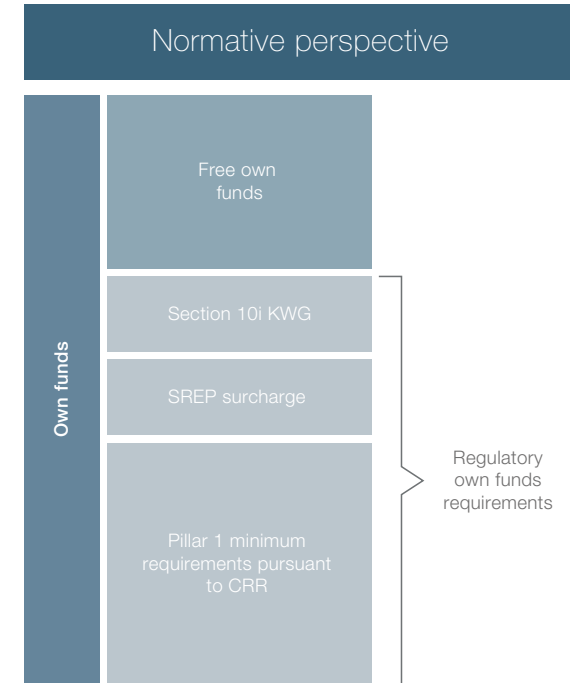 Normative perspective
Own funds
Free own
funds
Section 10i KWG
SREP surcharge
Pillar 1 minimum
requirements pursuant
to CRR
Regulatory
own funds
requirements